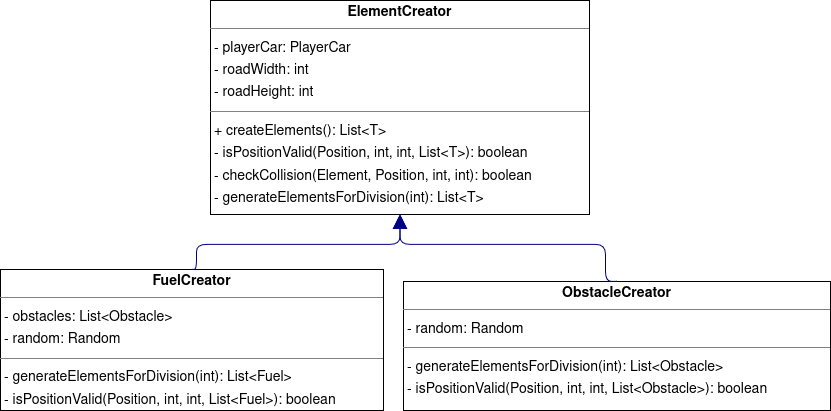 ElementCreator
- playerCar: PlayerCar
- roadWidth: int
- roadHeight: int
+ createElements(): List<T>
- isPositionValid(Position, int, int, List<T>): boolean
- checkCollision(Element, Position, int, int): boolean
- generateElementsForDivision(int): List<T>
FuelCreator
- obstacles: List<Obstacle>
- random: Random
- generateElementsForDivision(int): List<Fuel>
- isPositionValid(Position, int, int, List<Fuel>): boolean
ObstacleCreator
- random: Random
- generateElementsForDivision(int): List<Obstacle>
- isPositionValid(Position, int, int, List<Obstacle>): boolean